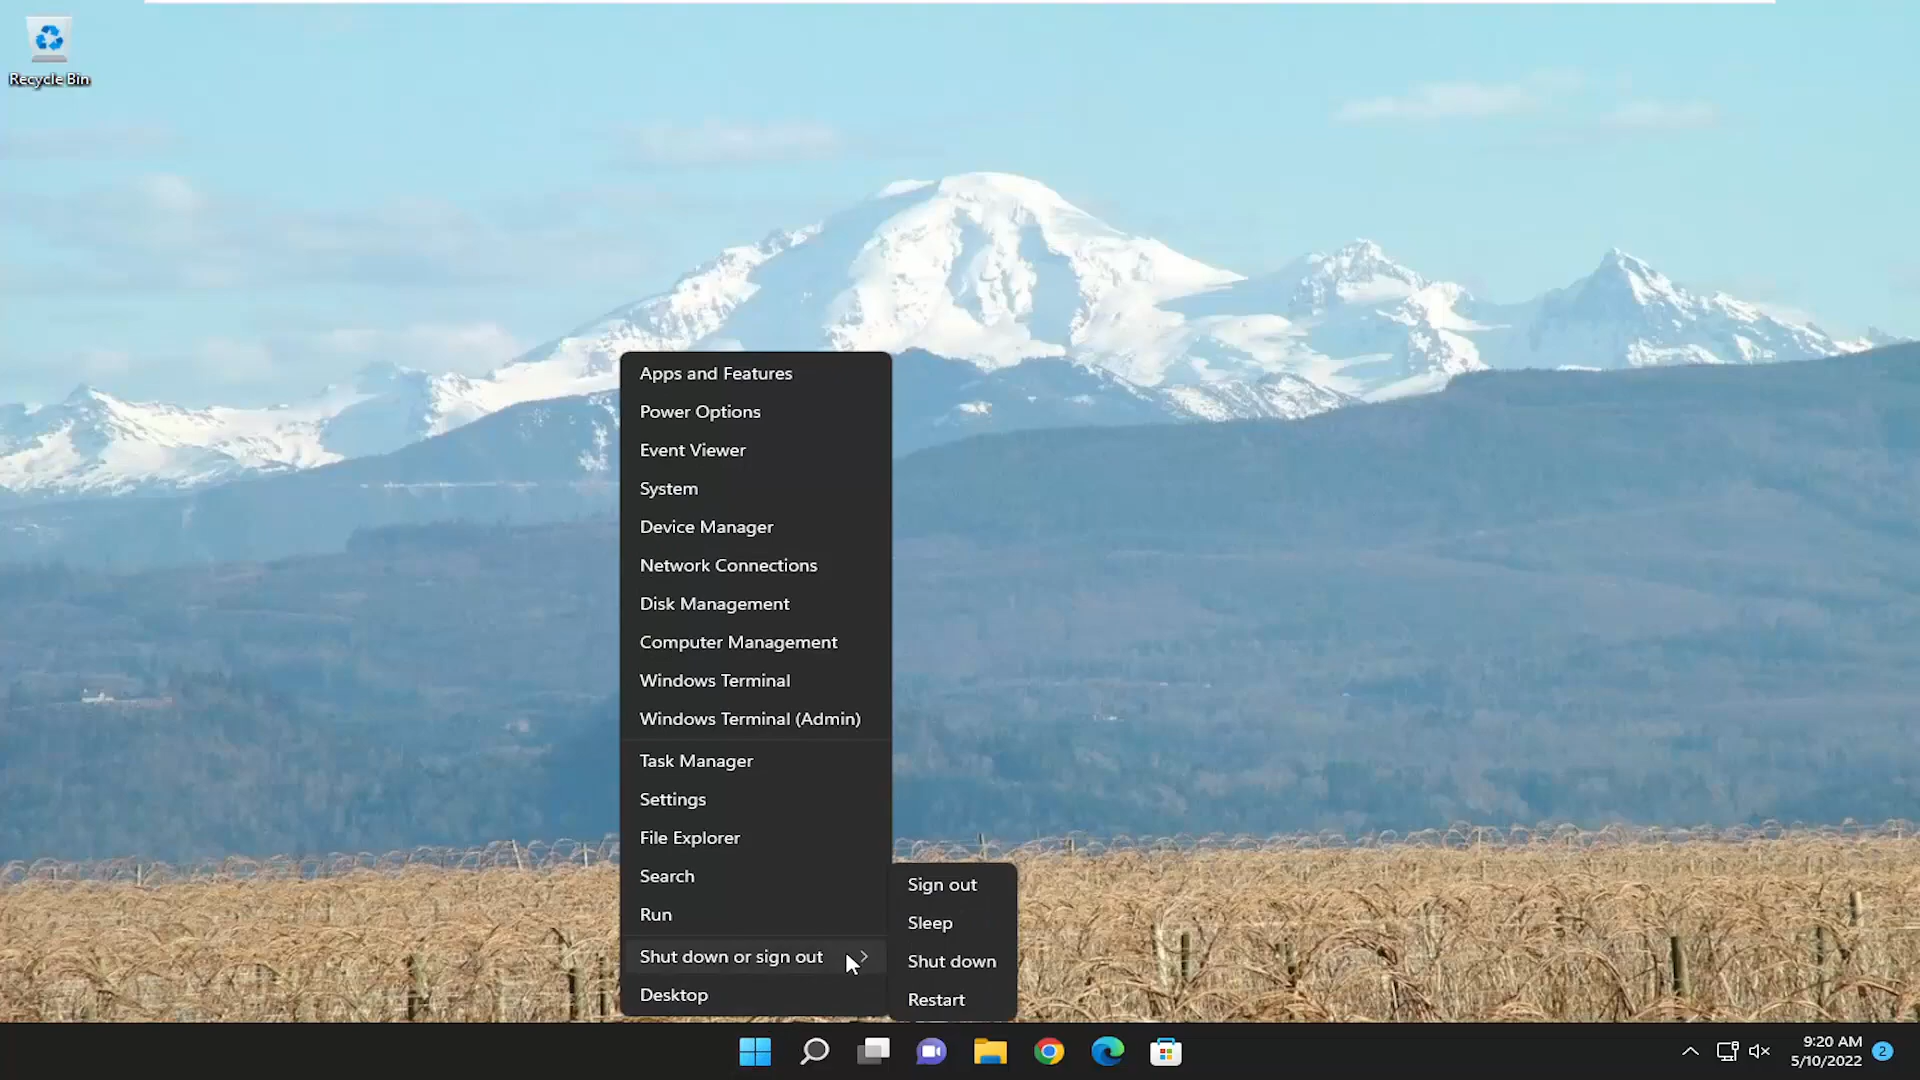 Recycle Bin
Apps and Features
Power Options
Event Viewer
System
Device Manager
Network Connections
Disk Management
Computer Management
Windows Terminal
Windows Terminal (Admin)
Task Manager
Settings
File Explorer
Search
Run
Shut down or sign out
Desktop
Sign out
Sleep
Shut down
Restart
9:20 AM
5/10/2022
2